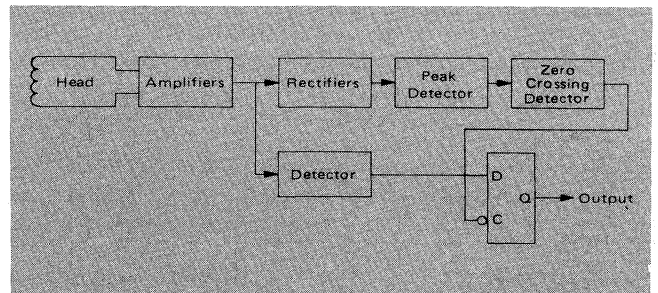 Head
Amplifiers
Rectifiers
Peak
Detector
Zero
Crossing
Detector
Detector
D
Q
Output
C